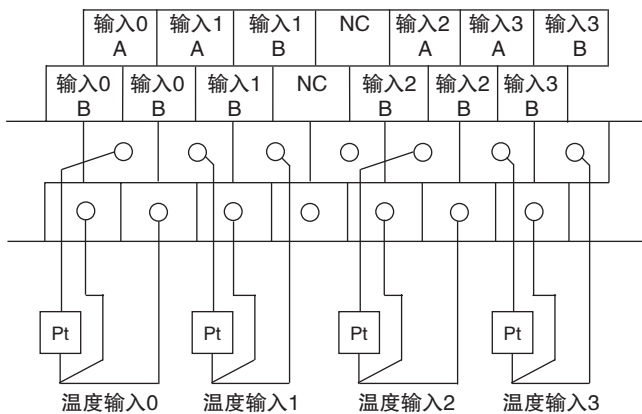 输入0 输入1 输入1 NC 输入2 输入3 输入3
A A B A A B
输入0 输入0 输入1 NC 输入2 输入2 输入3
B B B B B B
Pt Pt Pt Pt
温度输入0 温度输入1 温度输入2 温度输入3